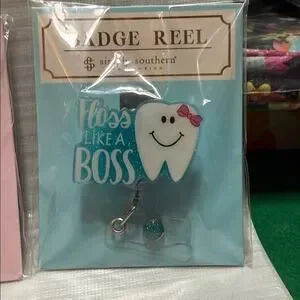 BADGE REEL
simply southern
Floss
LIKE A
BOSS